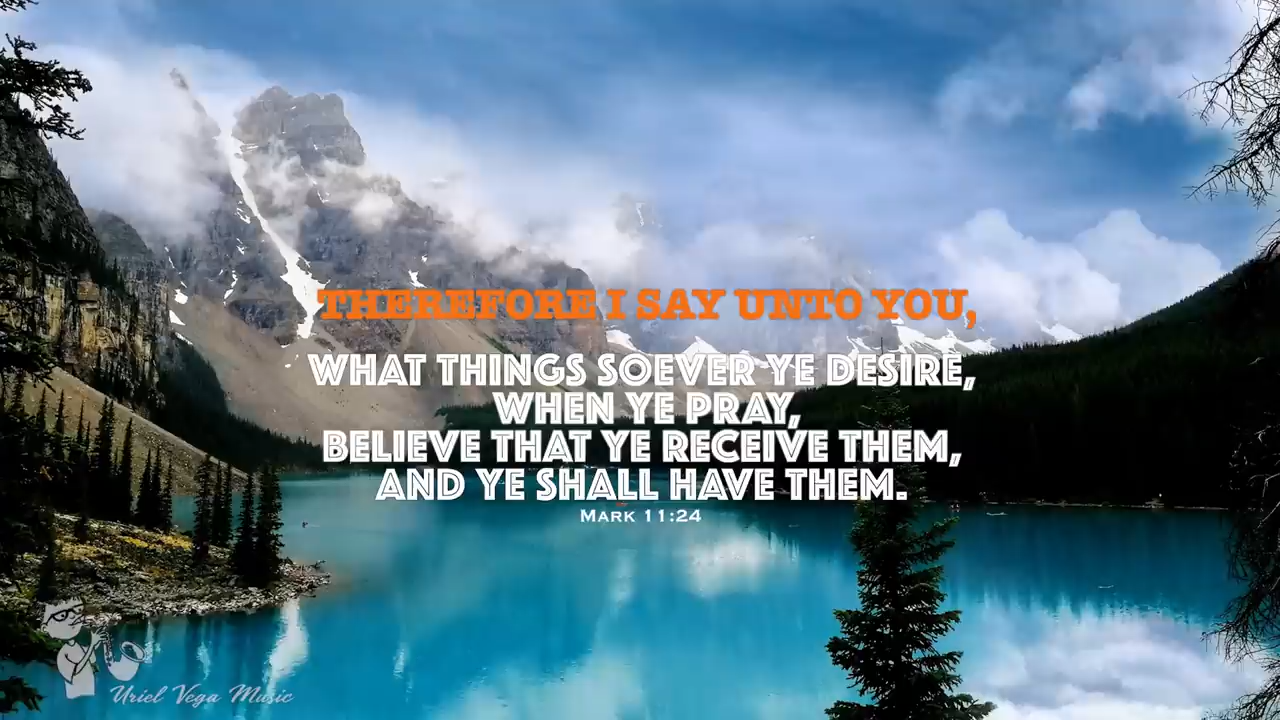 THEREFORE I SAY UNTO YOU,
WHAT THINGS SOEVER YE DESIRE,
WHEN YE PRAY,
BELIEVE THAT YE RECEIVE THEM,
AND YE SHALL HAVE THEM.
MARK 11:24
Uriel Vega Music